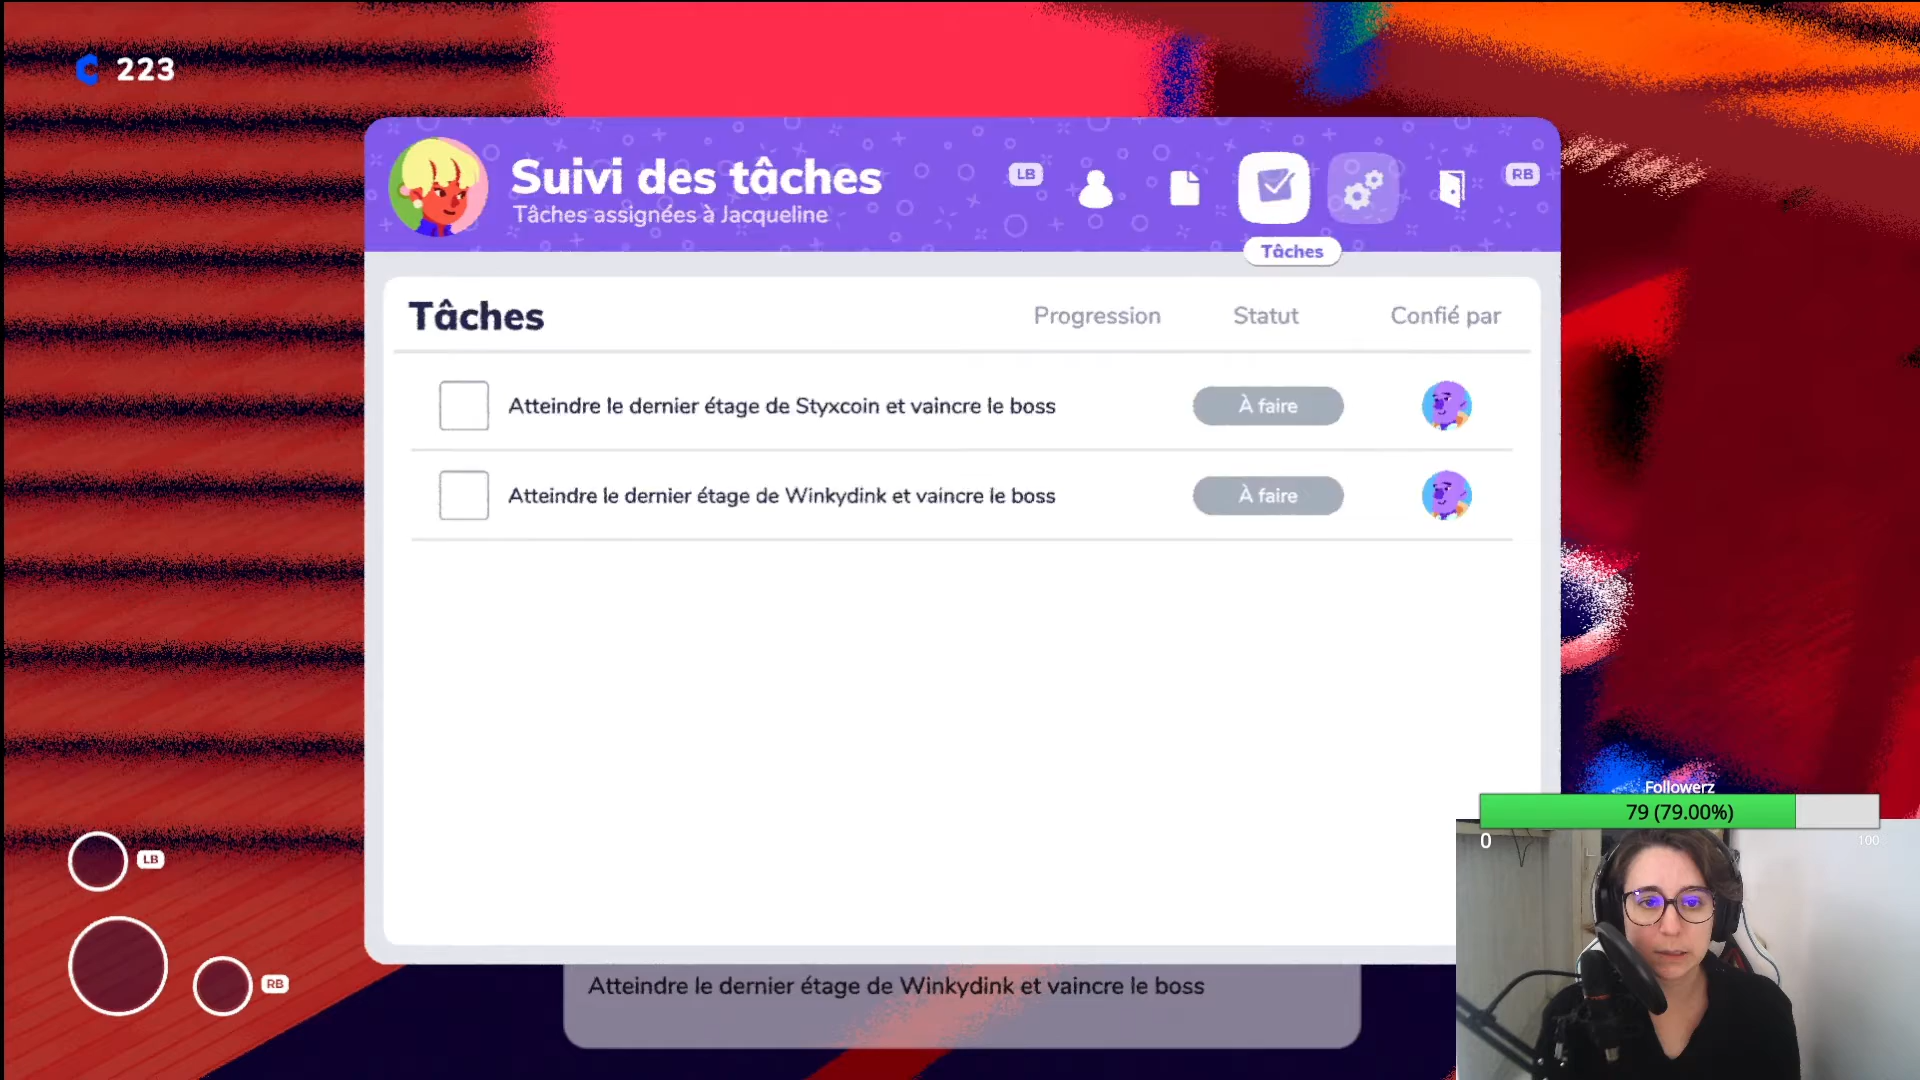 223
Suivi des tâches
Tâches assignées à Jacqueline
LB
RB
Tâches
Tâches
Progression
Statut
Confié par
Atteindre le dernier étage de Styxcoin et vaincre le boss
À faire
Atteindre le dernier étage de Winkydink et vaincre le boss
À faire
Followerz
79 (79.00%)
0
100
LB
RB
Atteindre le dernier étage de Winkydink et vaincre le boss